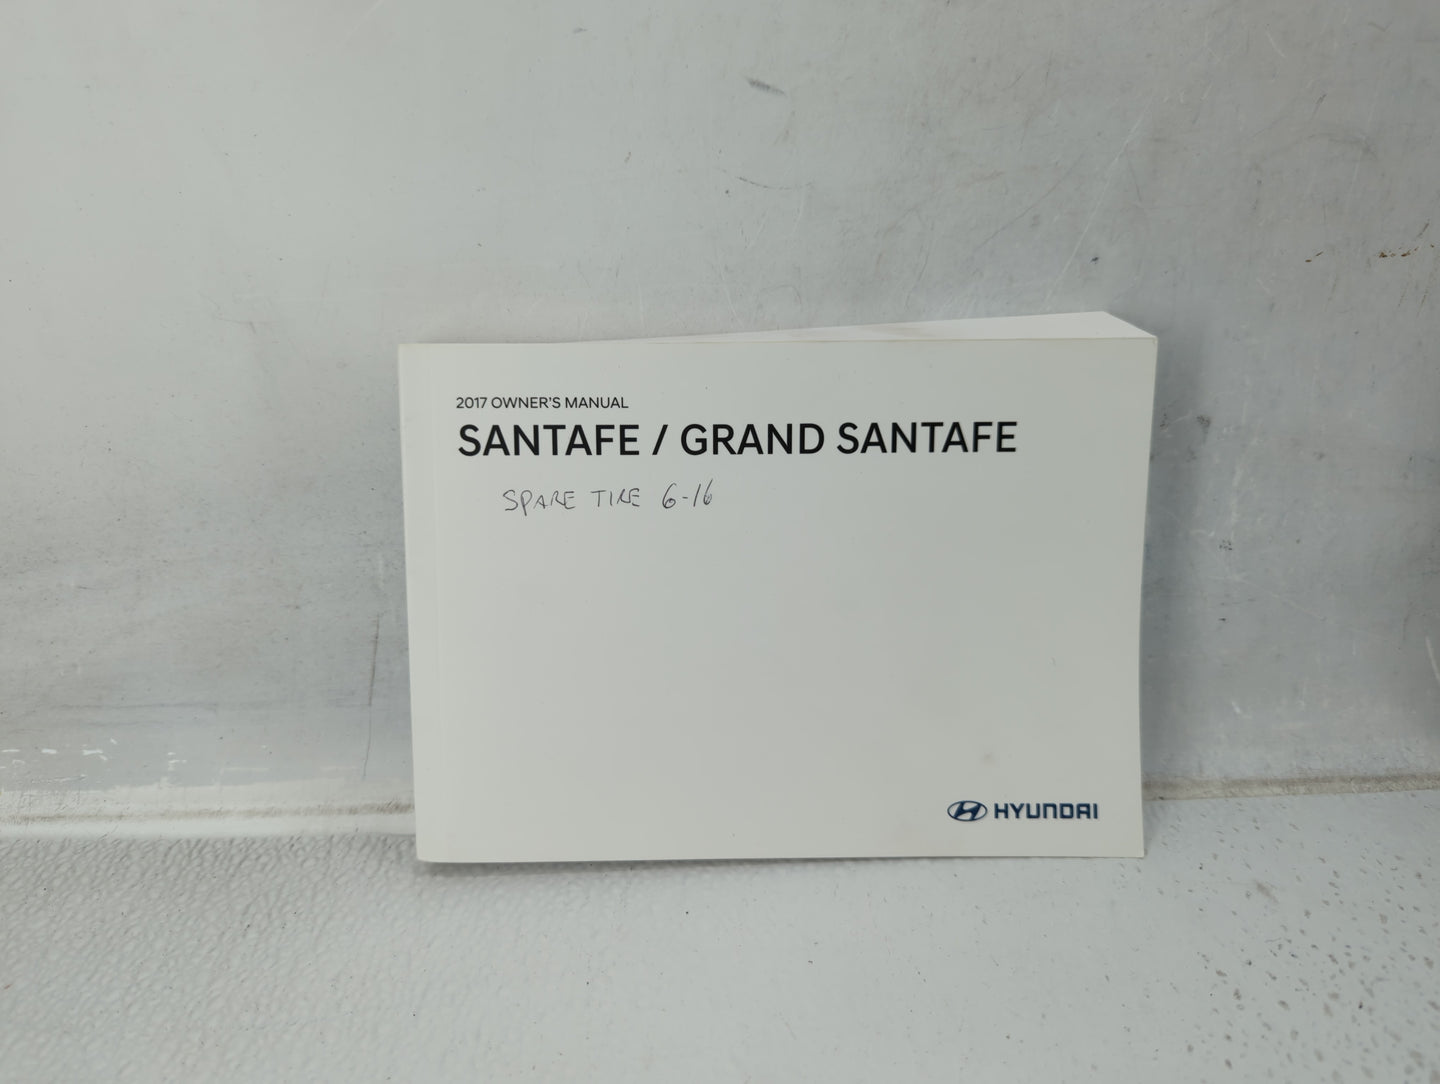 2017 OWNER'S MANUAL
SANTAFE / GRAND SANTAFE
SPARE TIRE 6-16
HYUNDAI